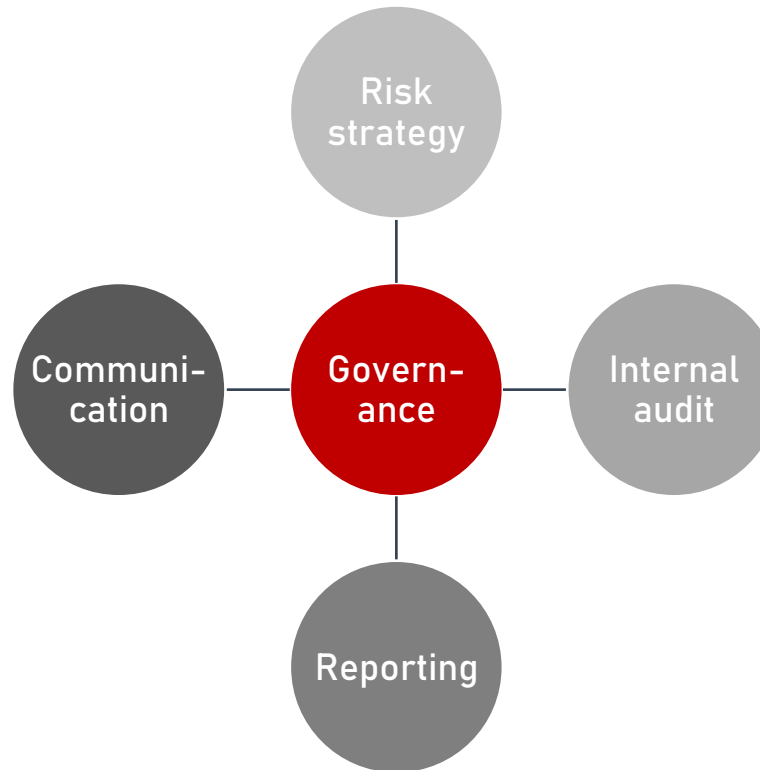 Risk
strategy
Communi-
cation
Govern-
ance
Internal
audit
Reporting